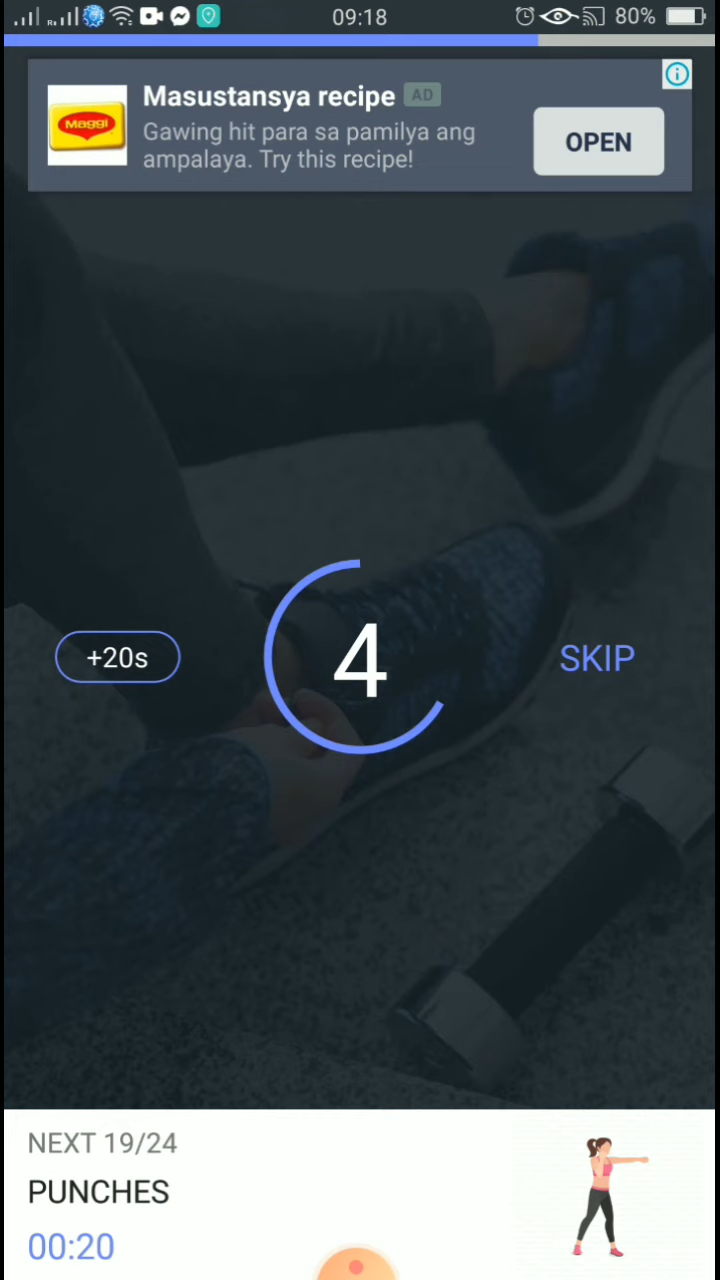 09:18
80%
Masustansya recipe AD
Maggi
Gawing hit para sa pamilya ang
ampalaya. Try this recipe!
OPEN
+20s
4
SKIP
NEXT 19/24
PUNCHES
00:20